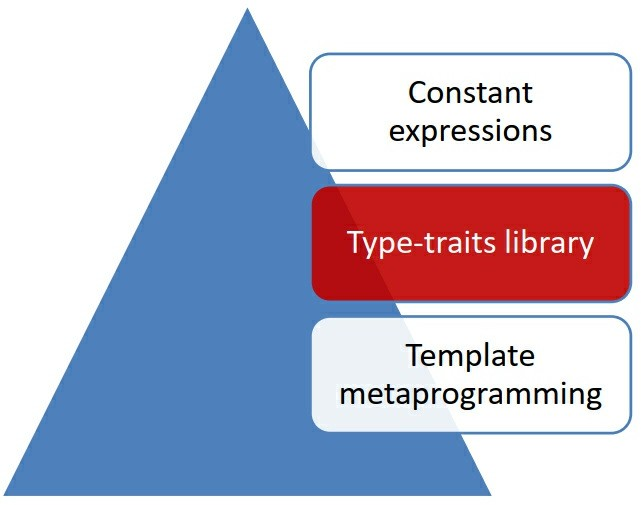 Constant
expressions
Type-traits library
Template
metaprogramming